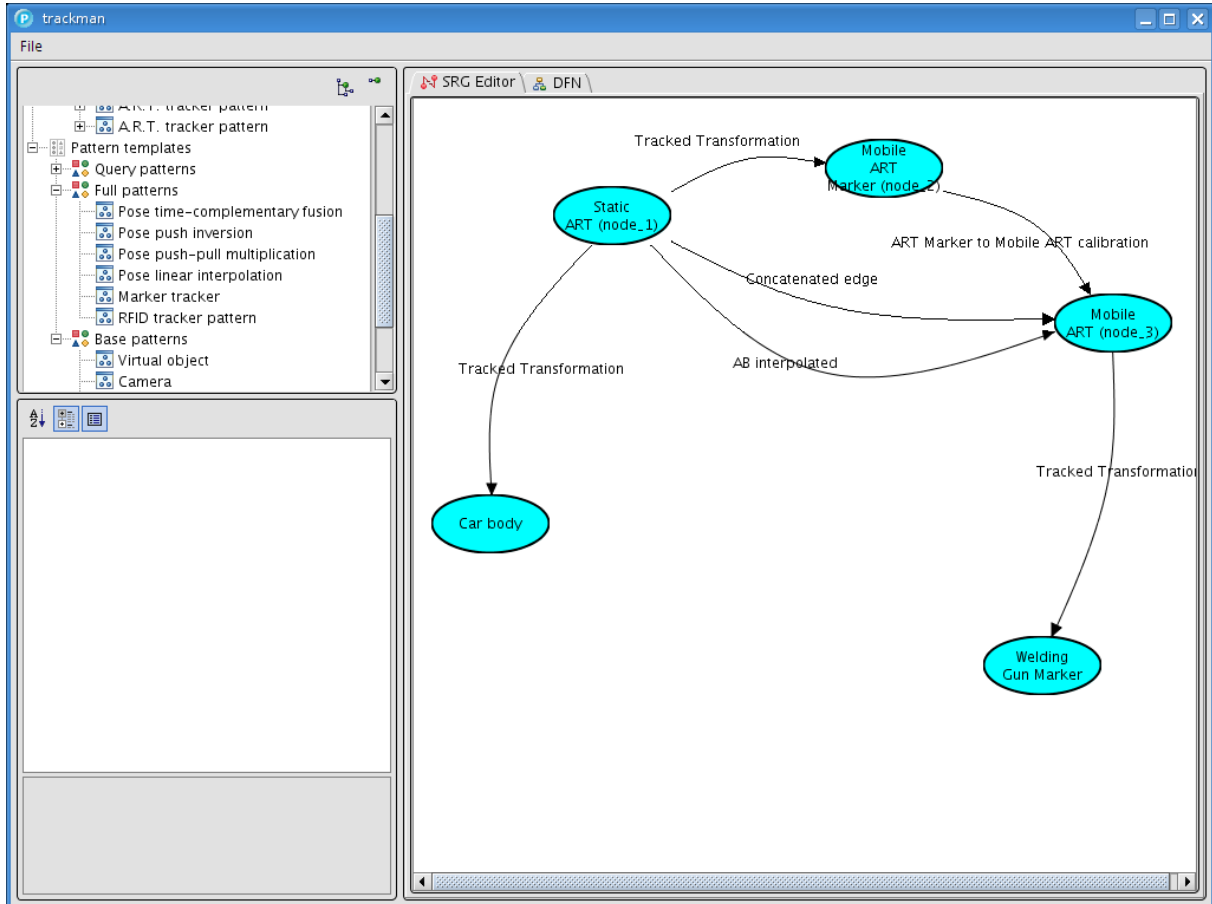 trackman
File
A.R.T. tracker pattern
A.R.T. tracker pattern
Pattern templates
Query patterns
Full patterns
Pose time-complementary fusion
Pose push inversion
Pose push-pull multiplication
Pose linear interpolation
Marker tracker
RFID tracker pattern
Base patterns
Virtual object
Camera
SRG Editor
DFN
Tracked Transformation
Mobile
ART
Marker (node_2)
Static
ART (node_1)
ART Marker to Mobile ART calibration
Concatenated edge
Mobile
ART (node_3)
AB interpolated
Tracked Transformation
Tracked Transformation
Car body
Welding
Gun Marker